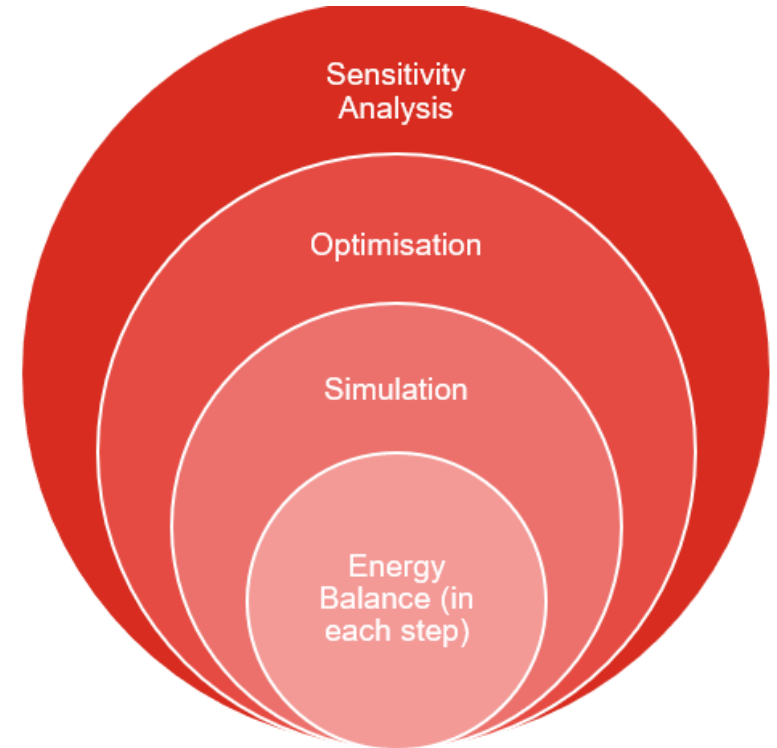 Sensitivity
Analysis
Optimisation
Simulation
Energy
Balance (in
each step)